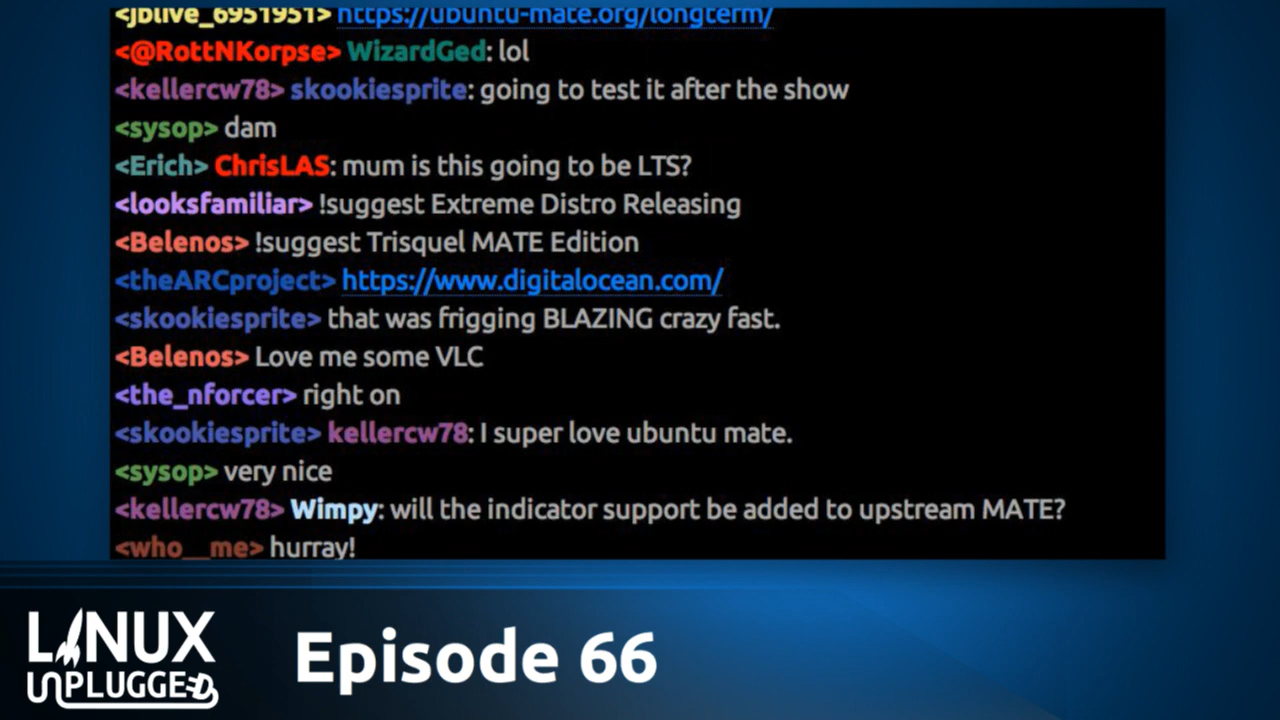 <jblive_6951951> https://ubuntu-mate.org/longterm/
<@RottNKorpse> WizardGed: lol
<kellercw78> skookiesprite: going to test it after the show
<sysop> dam
<Erich> ChrisLAS: mum is this going to be LTS?
<looksfamiliar> !suggest Extreme Distro Releasing
<Belenos> !suggest Trisquel MATE Edition
<theARCproject> https://www.digitalocean.com/
<skookiesprite> that was frigging BLAZING crazy fast.
<Belenos> Love me some VLC
<the_nforcer> right on
<skookiesprite> kellercw78: I super love ubuntu mate.
<sysop> very nice
<kellercw78> Wimpy: will the indicator support be added to upstream MATE?
<who__me> hurray!
LINUX
UNPLUGGED
Episode 66